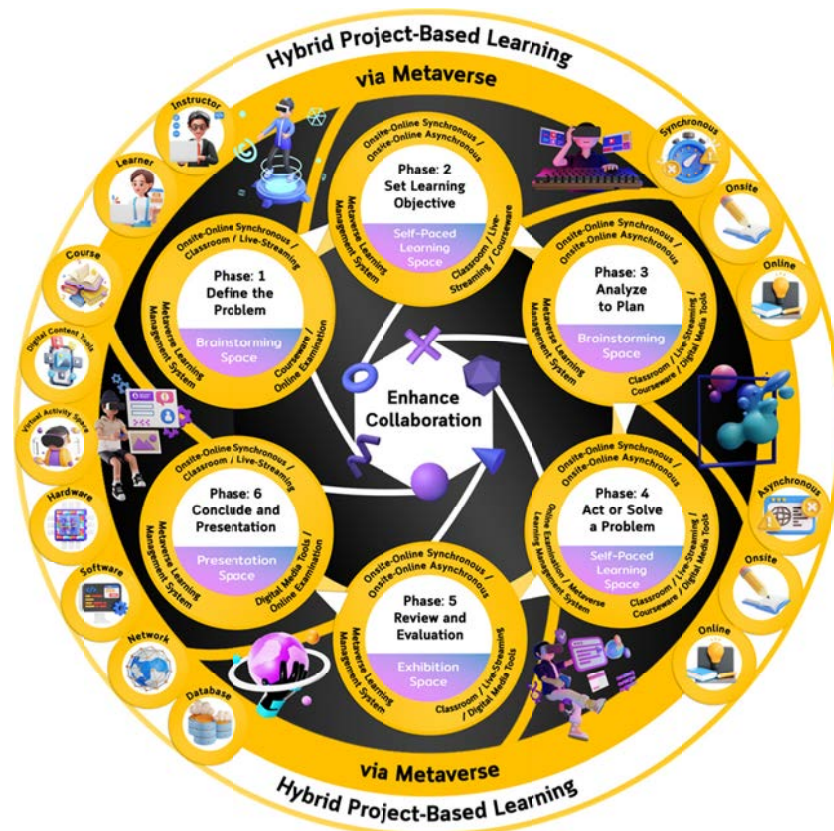 Hybrid Project-Based Learning
via Metaverse
Instructor
Learner
Course
Digital Content Tools
Virtual Activity Space
Hardware
Software
Network
Database
Synchronous
Onsite
Online
Asynchronous
Onsite
Online
Onsite-Online Synchronous /
Classroom / Live-Streaming
Phase: 1
Define the
Problem
Brainstorming
Space
Metaverse Learning
Management System
Courseware /
Online Examination
Onsite-Online Synchronous /
Onsite-Online Asynchronous
Phase: 2
Set Learning
Objective
Self-Paced
Learning
Space
Metaverse Learning
Management System
Classroom / Live-
Streaming / Courseware
Onsite-Online Synchronous /
Onsite-Online Asynchronous
Phase: 3
Analyze
to Plan
Brainstorming
Space
Metaverse Learning
Management System
Classroom / Live-Streaming /
Courseware / Digital Media Tools
Enhance
Collaboration
Onsite-Online Synchronous /
Onsite-Online Asynchronous
Phase: 4
Act or Solve
a Problem
Self-Paced
Learning
Space
Online Examination / Metaverse
Learning Management System
Classroom / Live-Streaming /
Courseware / Digital Media Tools
Onsite-Online Synchronous /
Onsite-Online Asynchronous
Phase: 5
Review and
Evaluation
Exhibition
Space
Metaverse Learning
Management System
Classroom / Live-Streaming
/ Digital Media Tools
Onsite-Online Synchronous /
Classroom / Live-Streaming
Phase: 6
Conclude and
Presentation
Presentation
Space
Metaverse Learning
Management System
Digital Media Tools /
Online Examination
via Metaverse
Hybrid Project-Based Learning